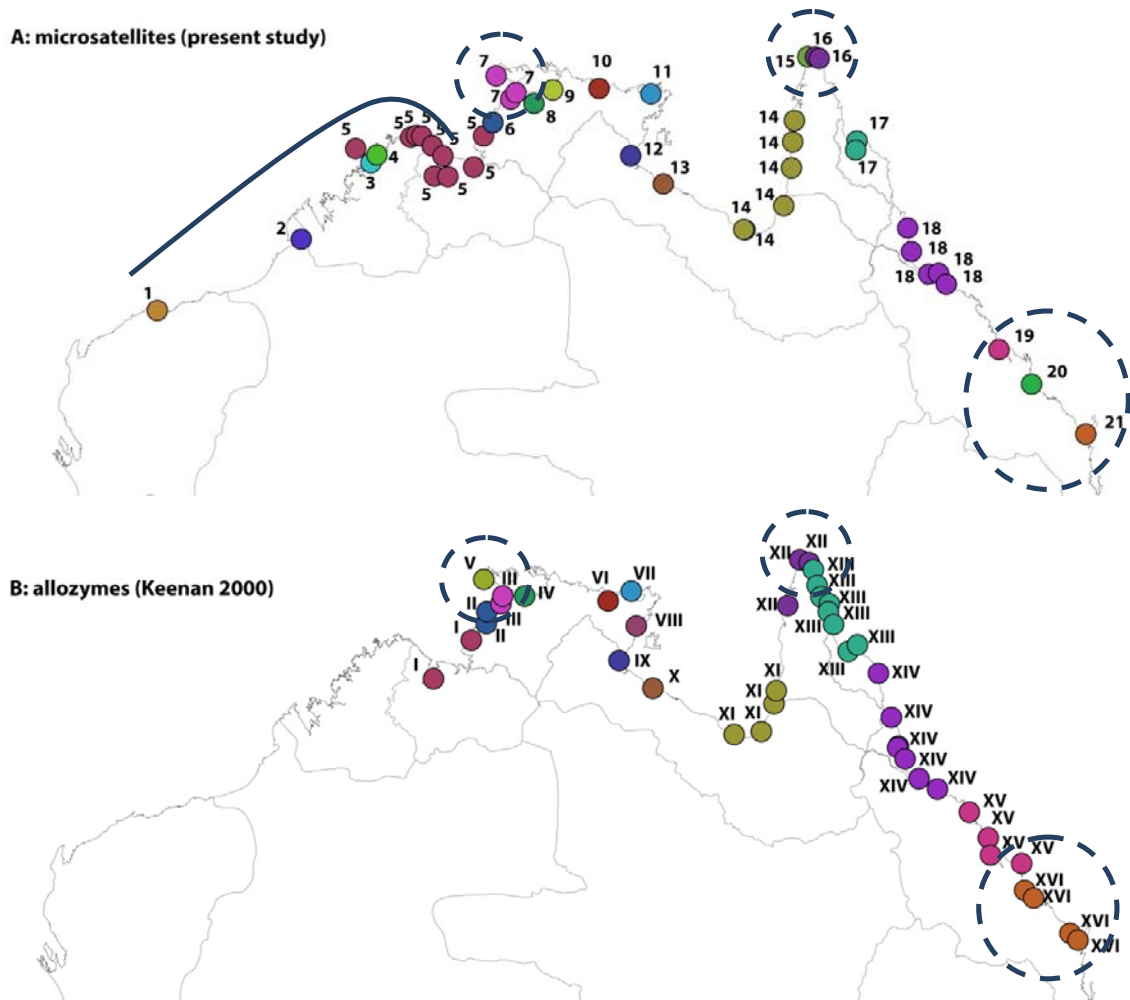 A: microsatellites (present study)
16
15 16
7 7 7
10
11
9
8
5 5 5 5 5 6
5
4
3
5 5 5
2
1
12
13
14
14
14
14
14
14
17
17
18
18
18
18 18
19
20
21
B: allozymes (Keenan 2000)
V
III
IV
II
III
II
I
I
VI
VII
VIII
IX
X
XI
XI
XI
XI
XII
XII
XII
XIII
XIII
XIII
XIII
XIII
XIII
XIII
XIV
XIV
XIV
XIV
XIV
XIV
XV
XV
XV
XV
XVI
XVI
XVI
XVI